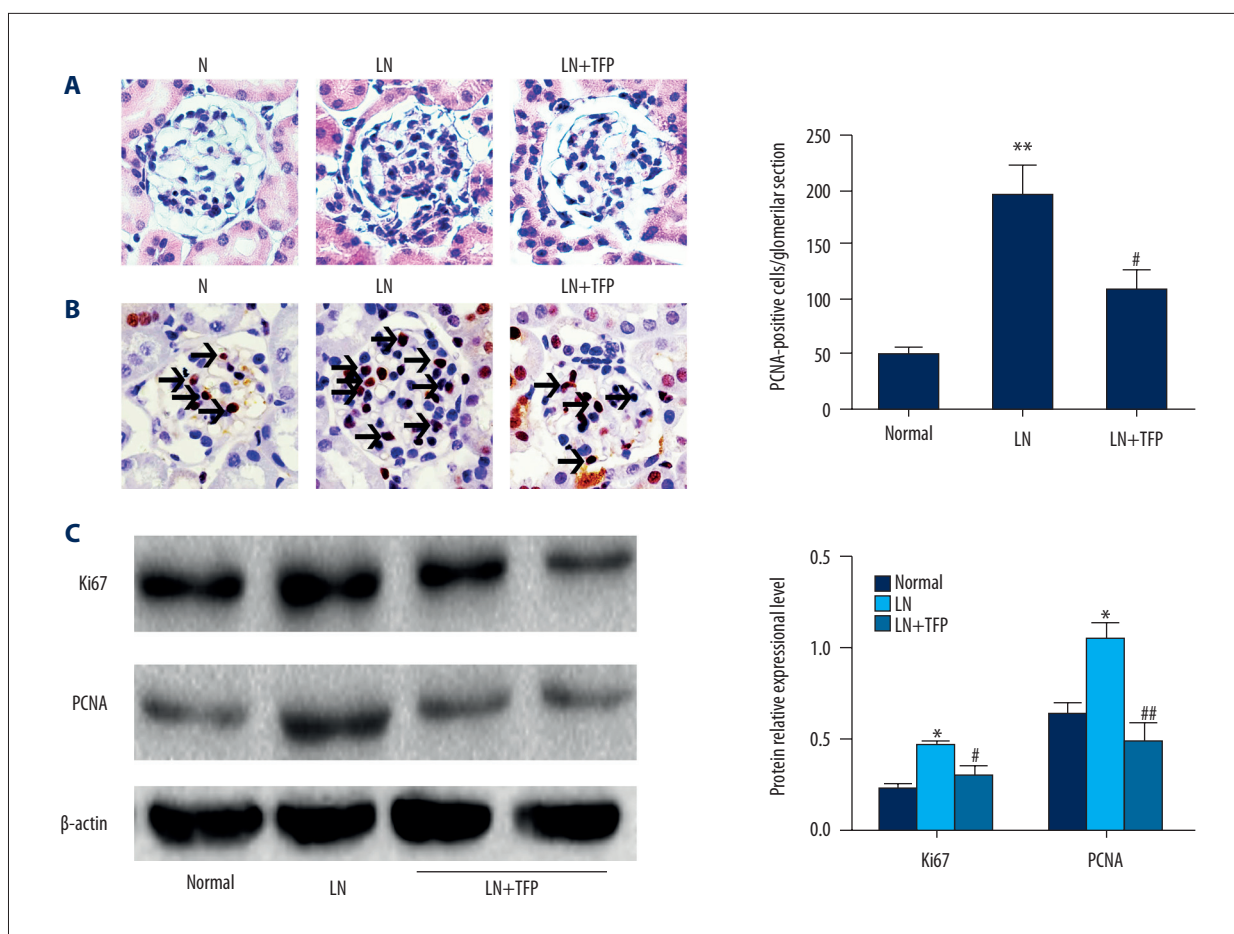 A
N
LN
LN+TFP
B
N
LN
LN+TFP
PCNA-positive cells/glomerilar section
250
200
150
100
50
0
**
#
Normal
LN
LN+TFP
C
Ki67
PCNA
β-actin
Normal
LN
LN+TFP
Protein relative expressional level
0.5
1.0
0.5
0.0
Normal
LN
LN+TFP
*
#
*
##
Ki67
PCNA